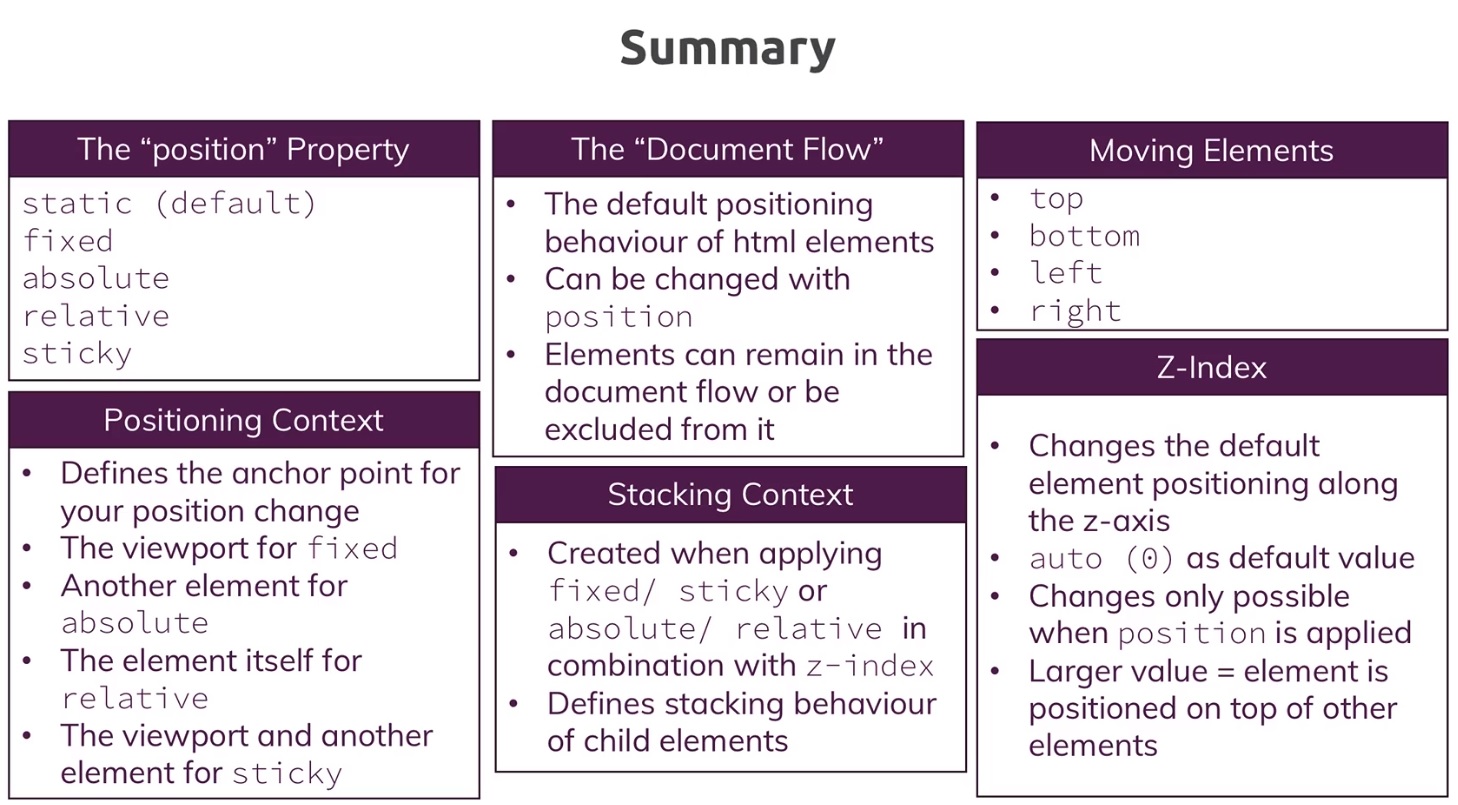 Summary
The “position” Property
static (default)
fixed
absolute
relative
sticky
Positioning Context
• Defines the anchor point for
your position change
• The viewport for fixed
• Another element for
absolute
• The element itself for
relative
• The viewport and another
element for sticky
The “Document Flow”
• The default positioning
behaviour of html elements
• Can be changed with
position
• Elements can remain in the
document flow or be
excluded from it
Stacking Context
• Created when applying
fixed/ sticky or
absolute/ relative in
combination with z-index
• Defines stacking behaviour
of child elements
Moving Elements
• top
• bottom
• left
• right
Z-Index
• Changes the default
element positioning along
the z-axis
• auto (0) as default value
• Changes only possible
when position is applied
• Larger value = element is
positioned on top of other
elements